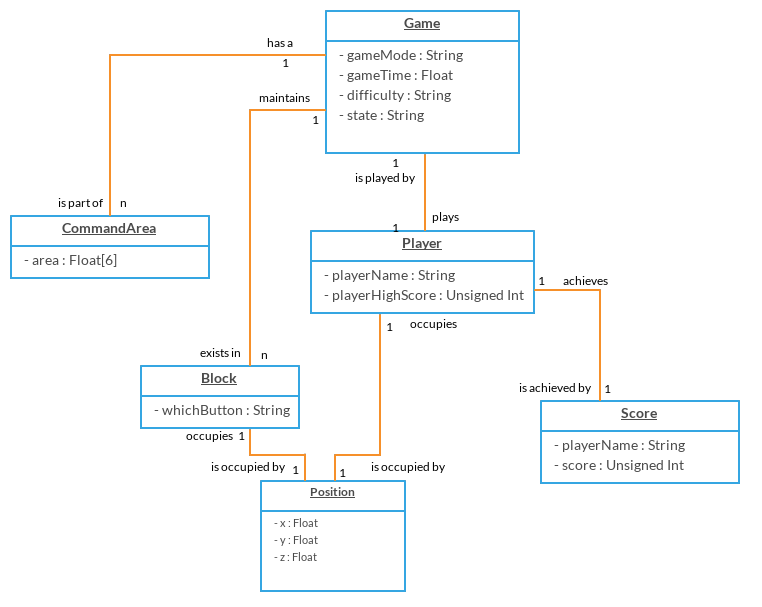 Game
- gameMode : String
- gameTime : Float
- difficulty : String
- state : String
has a
1
maintains
1
1
is played by
is part of
n
plays
1
CommandArea
- area : Float[6]
Player
- playerName : String
- playerHighScore : Unsigned Int
1
achieves
1
occupies
exists in
n
is achieved by
1
Block
- whichButton : String
Score
- playerName : String
- score : Unsigned Int
occupies
1
is occupied by
1
1
is occupied by
Position
- x : Float
- y : Float
- z : Float